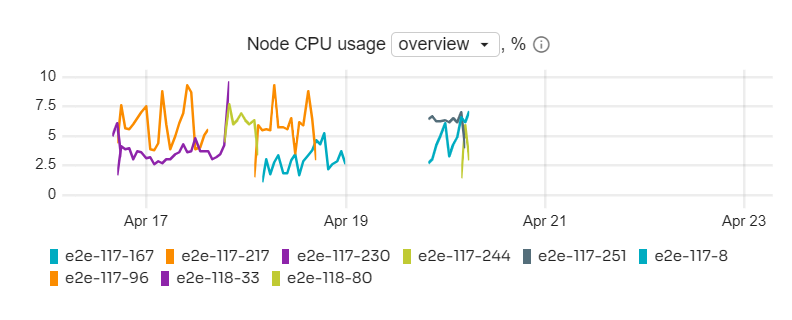 Node CPU usage overview, %
10
7.5
5
2.5
0
Apr 17 Apr 19 Apr 21 Apr 23
e2e-117-167 e2e-117-217 e2e-117-230 e2e-117-244 e2e-117-251 e2e-117-8
e2e-117-96 e2e-118-33 e2e-118-80